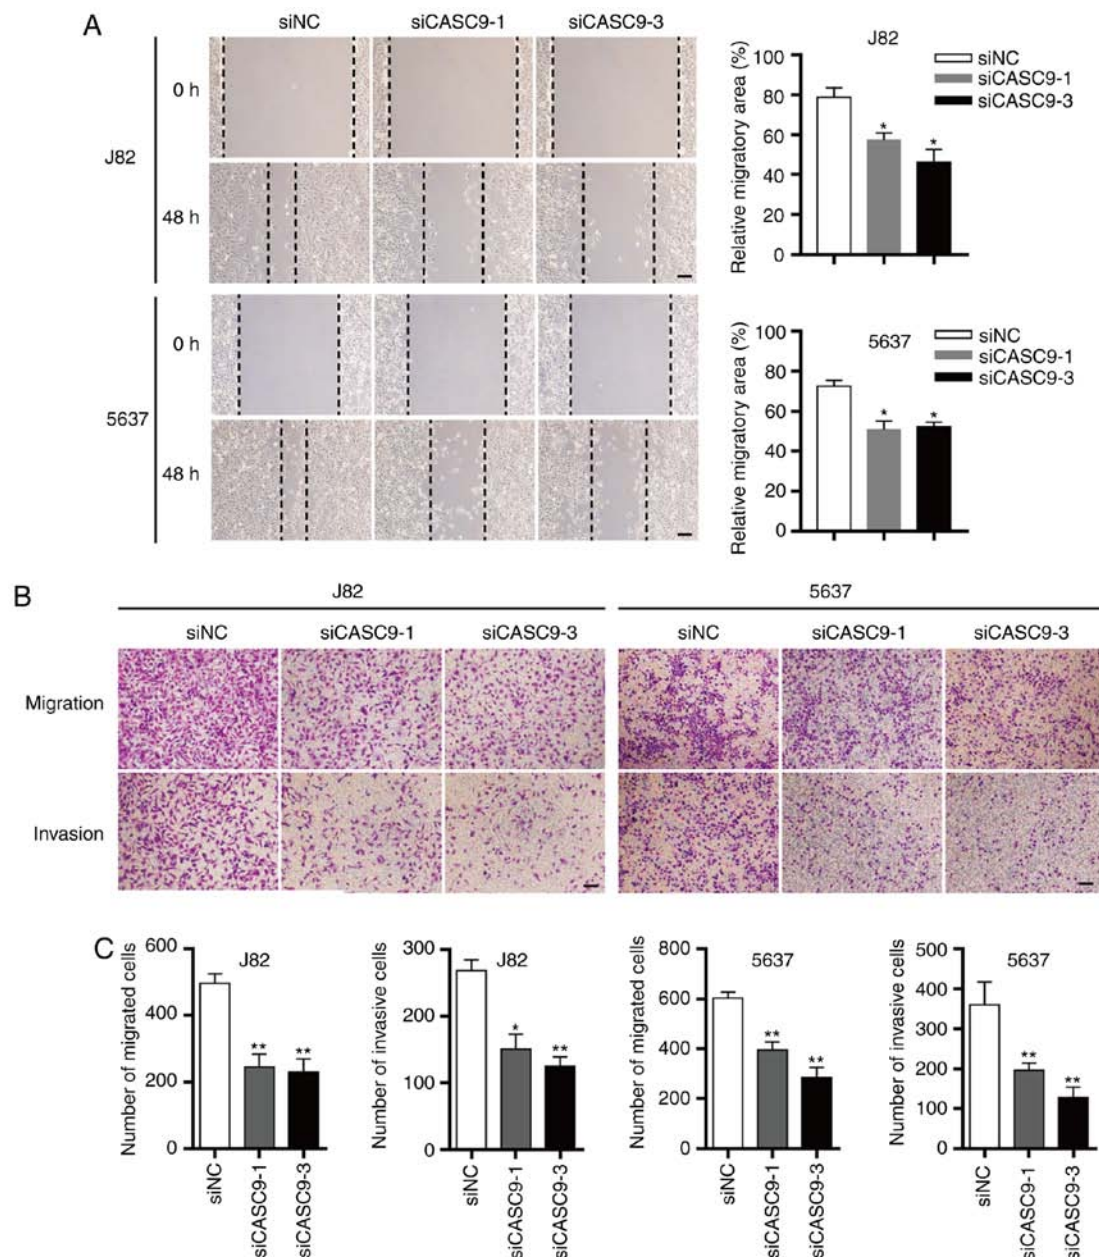 A
siNC siCASC9-1 siCASC9-3
J82
0 h
48 h
5637
0 h
48 h
J82
siNC
siCASC9-1
siCASC9-3
Relative migratory area (%)
100
80
60
40
20
0
*
*
5637
siNC
siCASC9-1
siCASC9-3
Relative migratory area (%)
100
80
60
40
20
0
*
*
B
J82 5637
siNC siCASC9-1 siCASC9-3 siNC siCASC9-1 siCASC9-3
Migration
Invasion
C
J82
Number of migrated cells
600
400
200
0
**
**
siNC
siCASC9-1
siCASC9-3
J82
Number of invasive cells
300
200
100
0
*
**
siNC
siCASC9-1
siCASC9-3
5637
Number of migrated cells
800
600
400
200
0
**
**
siNC
siCASC9-1
siCASC9-3
5637
Number of invasive cells
500
400
300
200
100
0
**
**
siNC
siCASC9-1
siCASC9-3